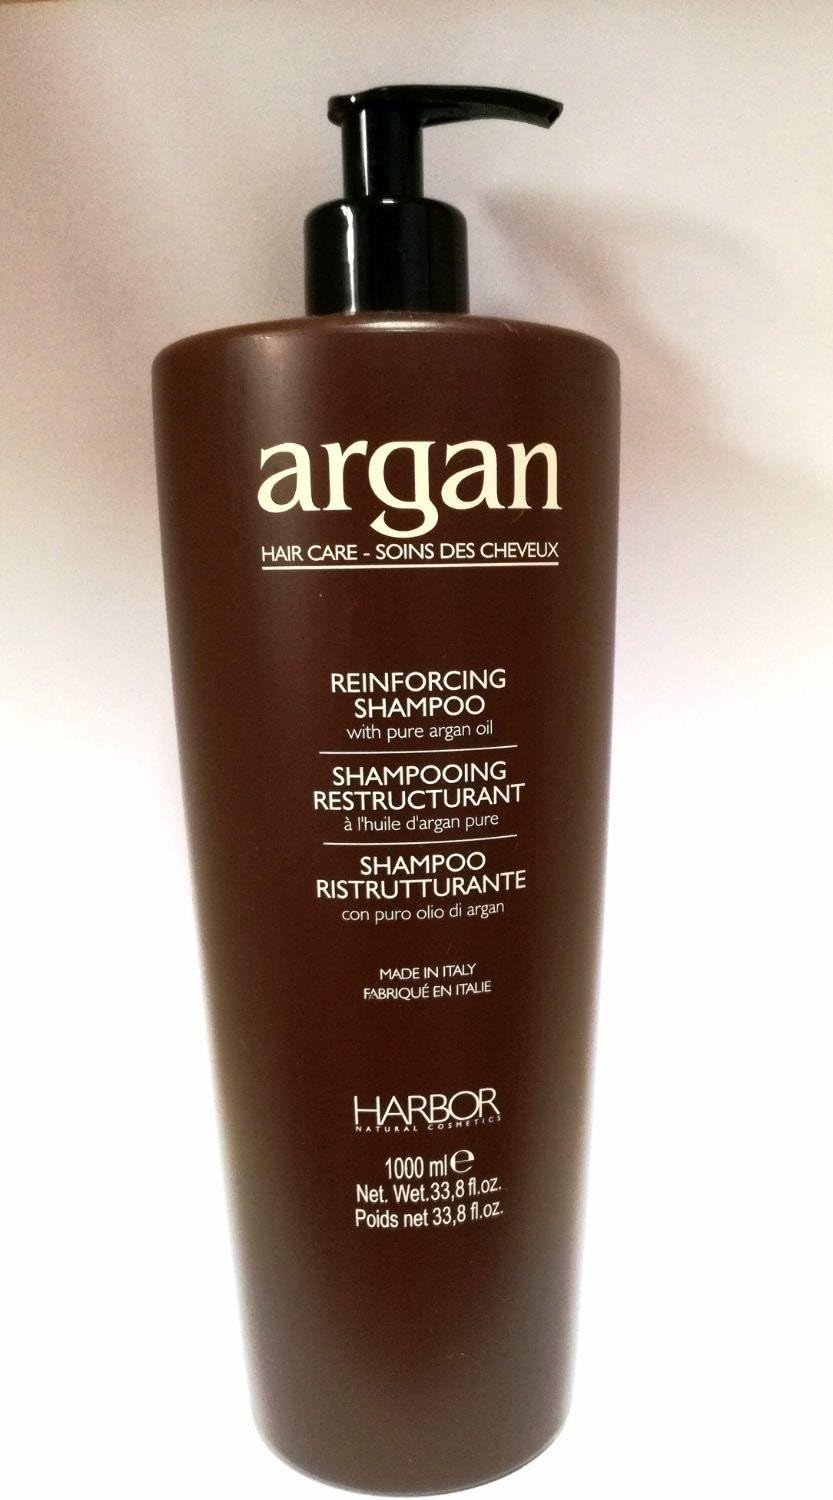 argan
HAIR CARE - SOINS DES CHEVEUX
REINFORCING
SHAMPOO
with pure argan oil
SHAMPOOING
RESTRUCTURANT
à l'huile d'argan pure
SHAMPOO
RISTRUTTURANTE
con puro olio di argan
MADE IN ITALY
FABRIQUÉ EN ITALIE
HARBOR
NATURAL COSMETICS
1000 ml ℮
Net. Wet.33,8 fl.oz.
Poids net 33,8 fl.oz.